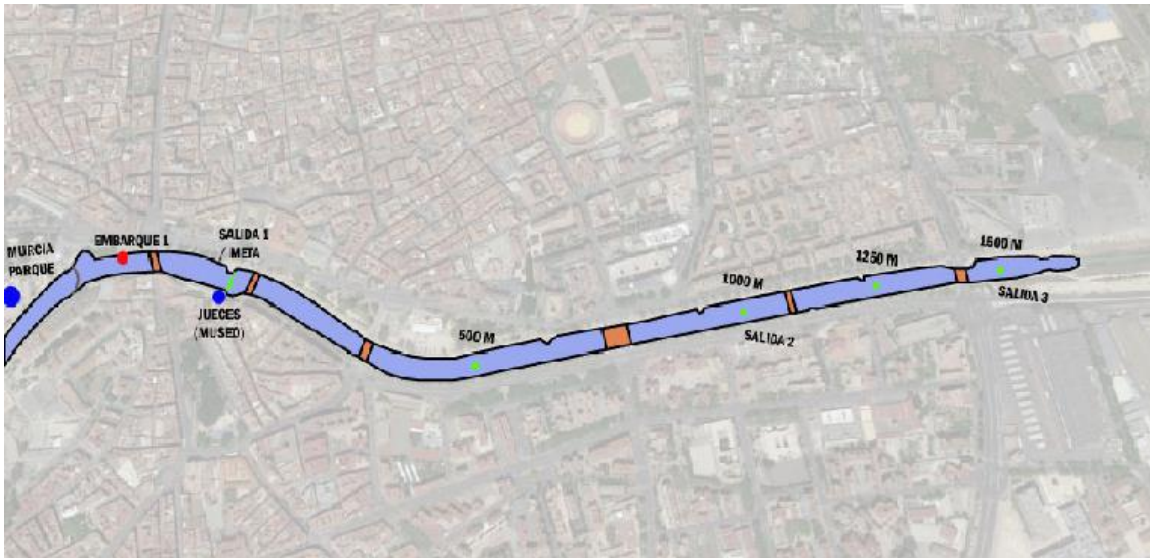 MURCIA
PARQUE
EMBARQUE 1
SALIDA 1
/ META
JUECES
(MUSEO)
500 M
1000 M
SALIDA 2
1250 M
1500 M
SALIDA 3